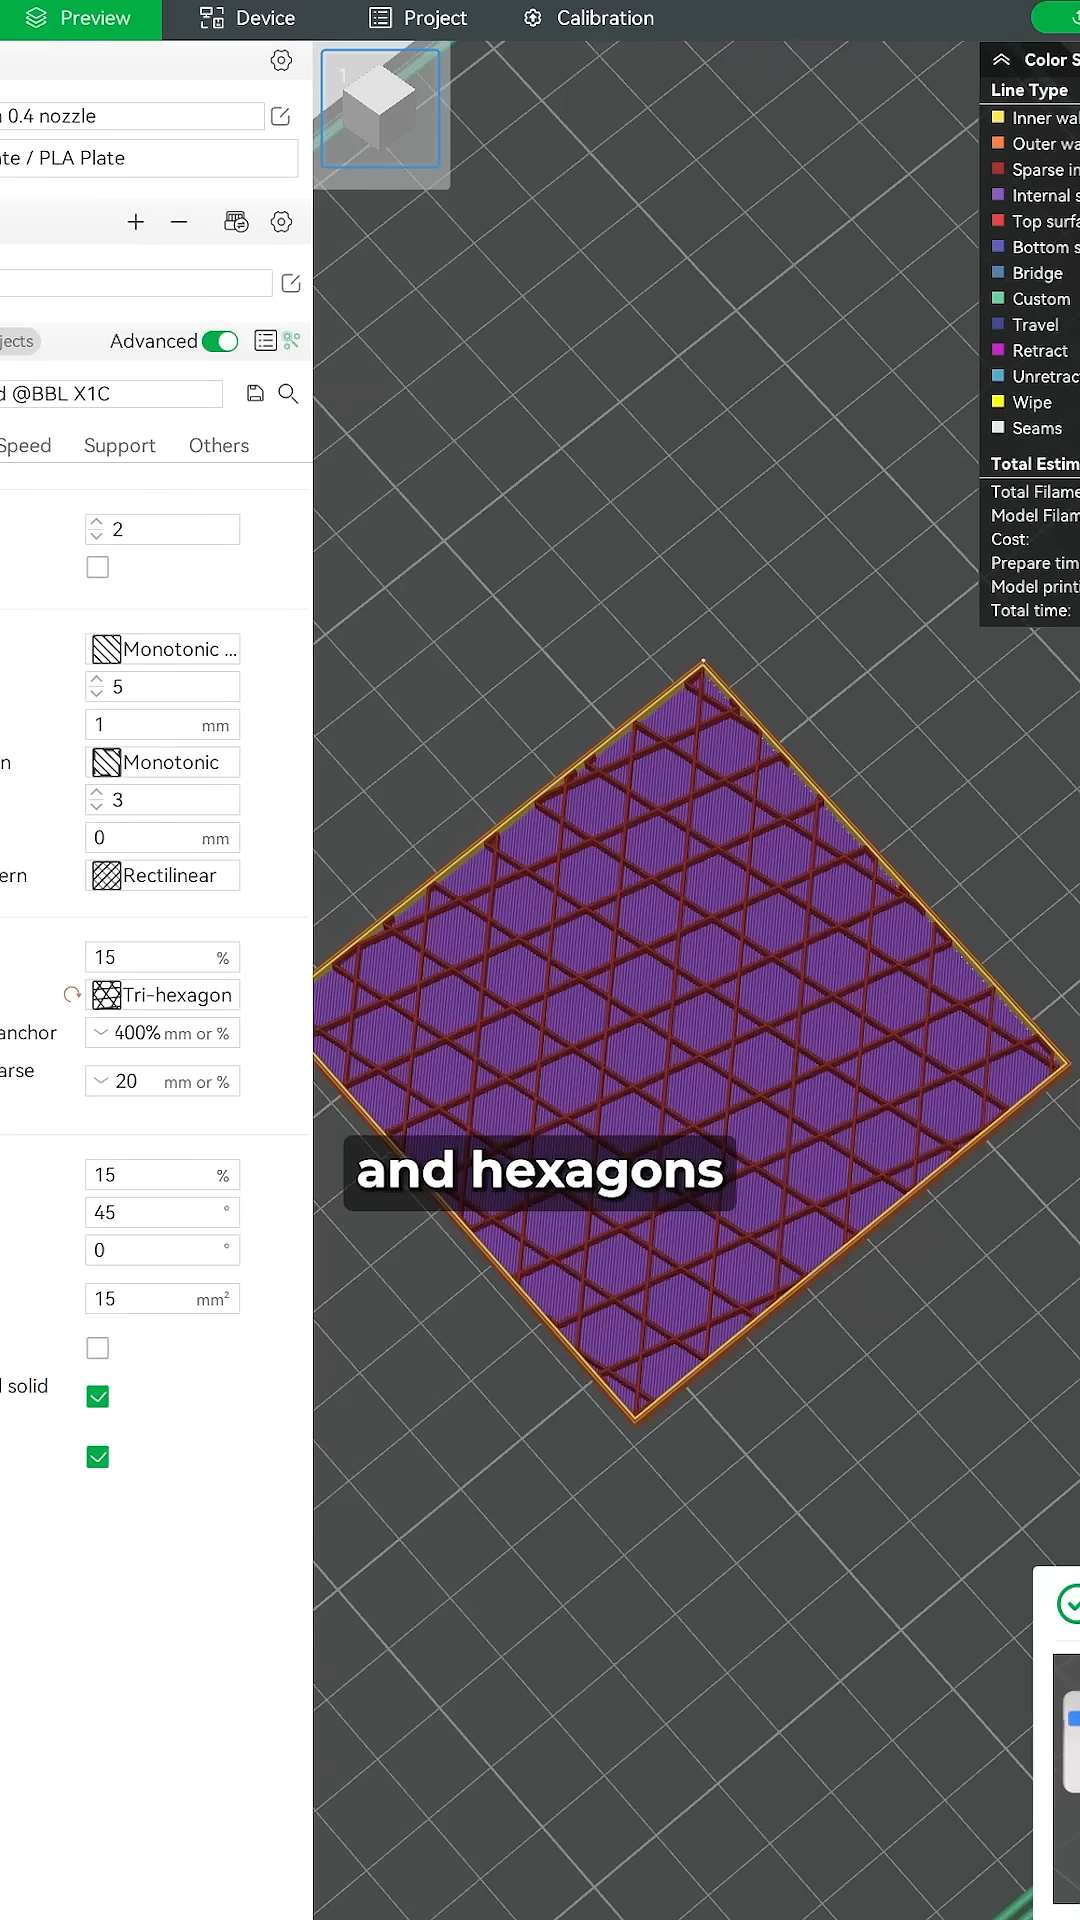 Preview Device Project Calibration
0.4 nozzle
te / PLA Plate
1
Color S
Line Type
Inner wal
Outer wa
Sparse in
Internal s
Top surfa
Bottom s
Bridge
Custom
Travel
Retract
Unretrac
Wipe
Seams
Total Estim
Total Filame
Model Filam
Cost:
Prepare tim
Model printi
Total time:
jects Advanced
d @BBL X1C
Speed Support Others
2
Monotonic ...
5
1 mm
n Monotonic
3
0 mm
ern Rectilinear
15 %
Tri-hexagon
anchor 400% mm or %
arse 20 mm or %
and hexagons
15 %
45 °
0 °
15 mm²
solid